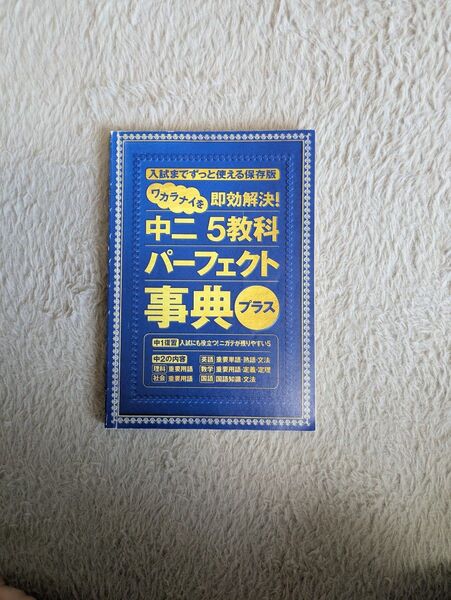 入試までずっと使える保存版
ワカラナイを 即効解決!
中二 5教科
パーフェクト
事典 プラス
中1復習 入試にも役立つ!ニガテが残りやすい5
中2の内容 英語 重要単語・熟語・文法
理科 重要用語 数学 重要用語・定義・定理
社会 重要用語 国語 国語知識・文法